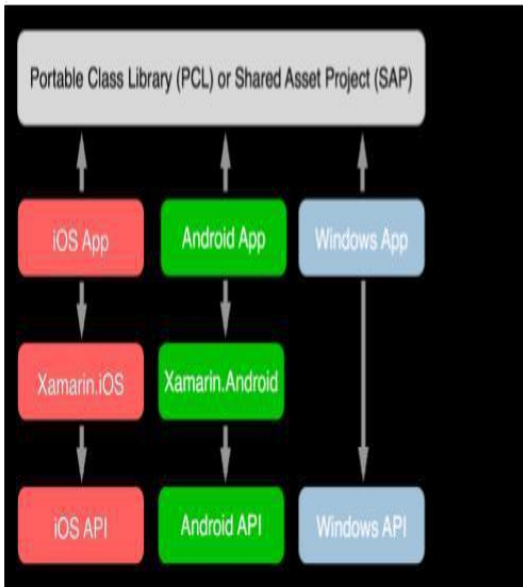 Portable Class Library (PCL) or Shared Asset Project (SAP)
iOS App
Android App
Windows App
Xamarin.iOS
Xamarin.Android
iOS API
Android API
Windows API